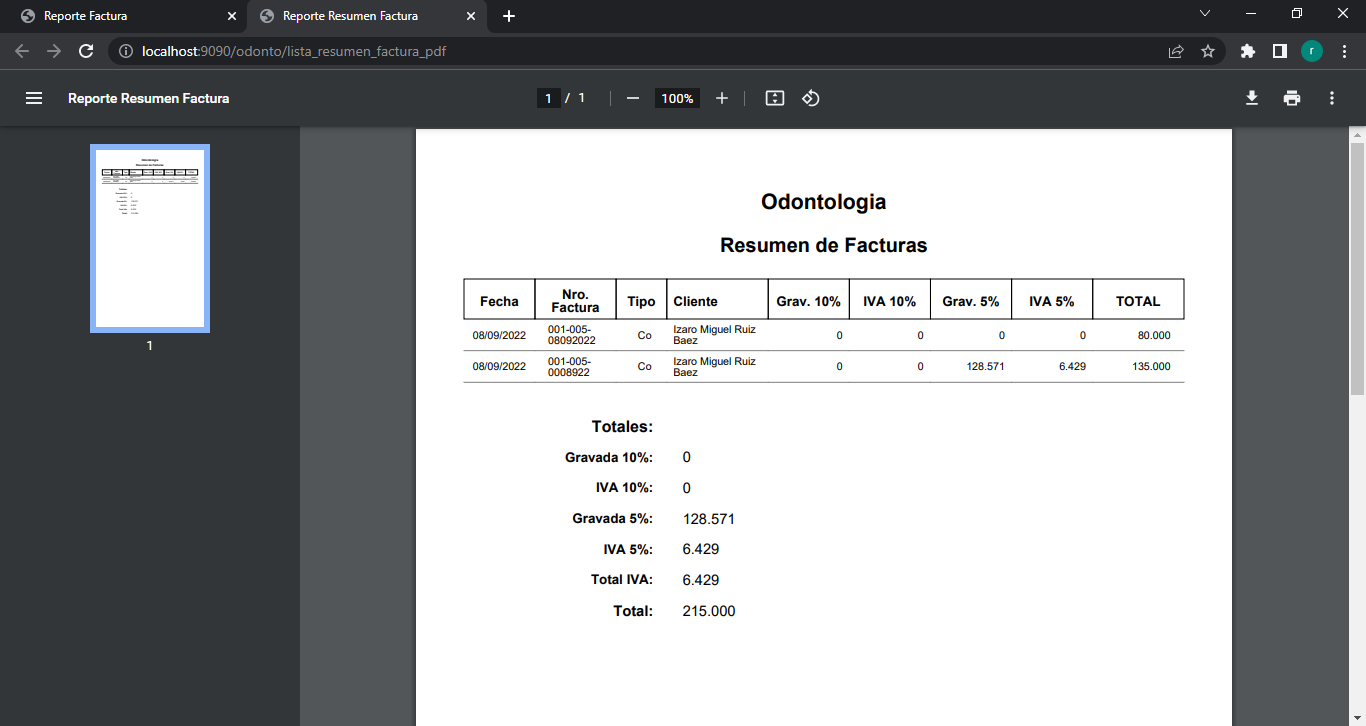 Reporte Factura
Reporte Resumen Factura
localhost:9090/odonto/lista_resumen_factura_pdf
r
Reporte Resumen Factura
1 / 1
100%
1
Odontologia
Resumen de Facturas
Fecha Nro. Factura Tipo Cliente Grav. 10% IVA 10% Grav. 5% IVA 5% TOTAL
08/09/2022 001-005-08092022 Co Izaro Miguel Ruiz Baez 0 0 0 0 80.000
08/09/2022 001-005-0008922 Co Izaro Miguel Ruiz Baez 0 0 128.571 6.429 135.000
Totales:
Gravada 10%: 0
IVA 10%: 0
Gravada 5%: 128.571
IVA 5%: 6.429
Total IVA: 6.429
Total: 215.000